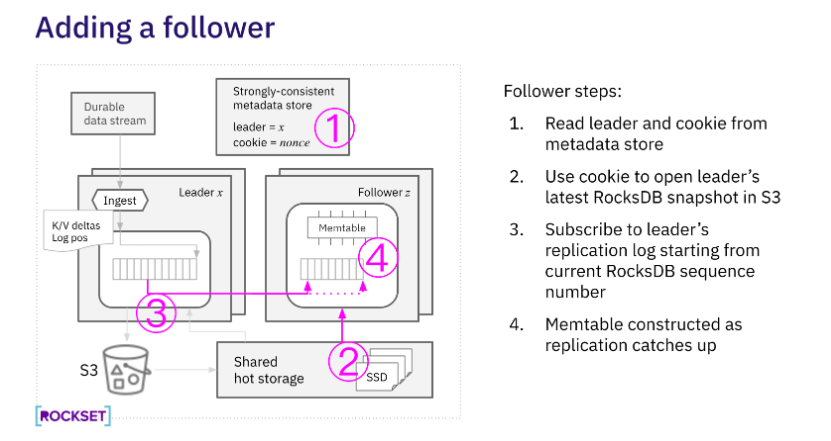 Adding a follower
Durable
data stream
Strongly-consistent
metadata store
leader = x
cookie = nonce
1
Leader x
Ingest
K/V deltas
Log pos
3
Follower z
Memtable
4
S3
Shared
hot storage
2
SSD
[ROCKSET]
Follower steps:
1. Read leader and cookie from
metadata store
2. Use cookie to open leader’s
latest RocksDB snapshot in S3
3. Subscribe to leader’s
replication log starting from
current RocksDB sequence
number
4. Memtable constructed as
replication catches up